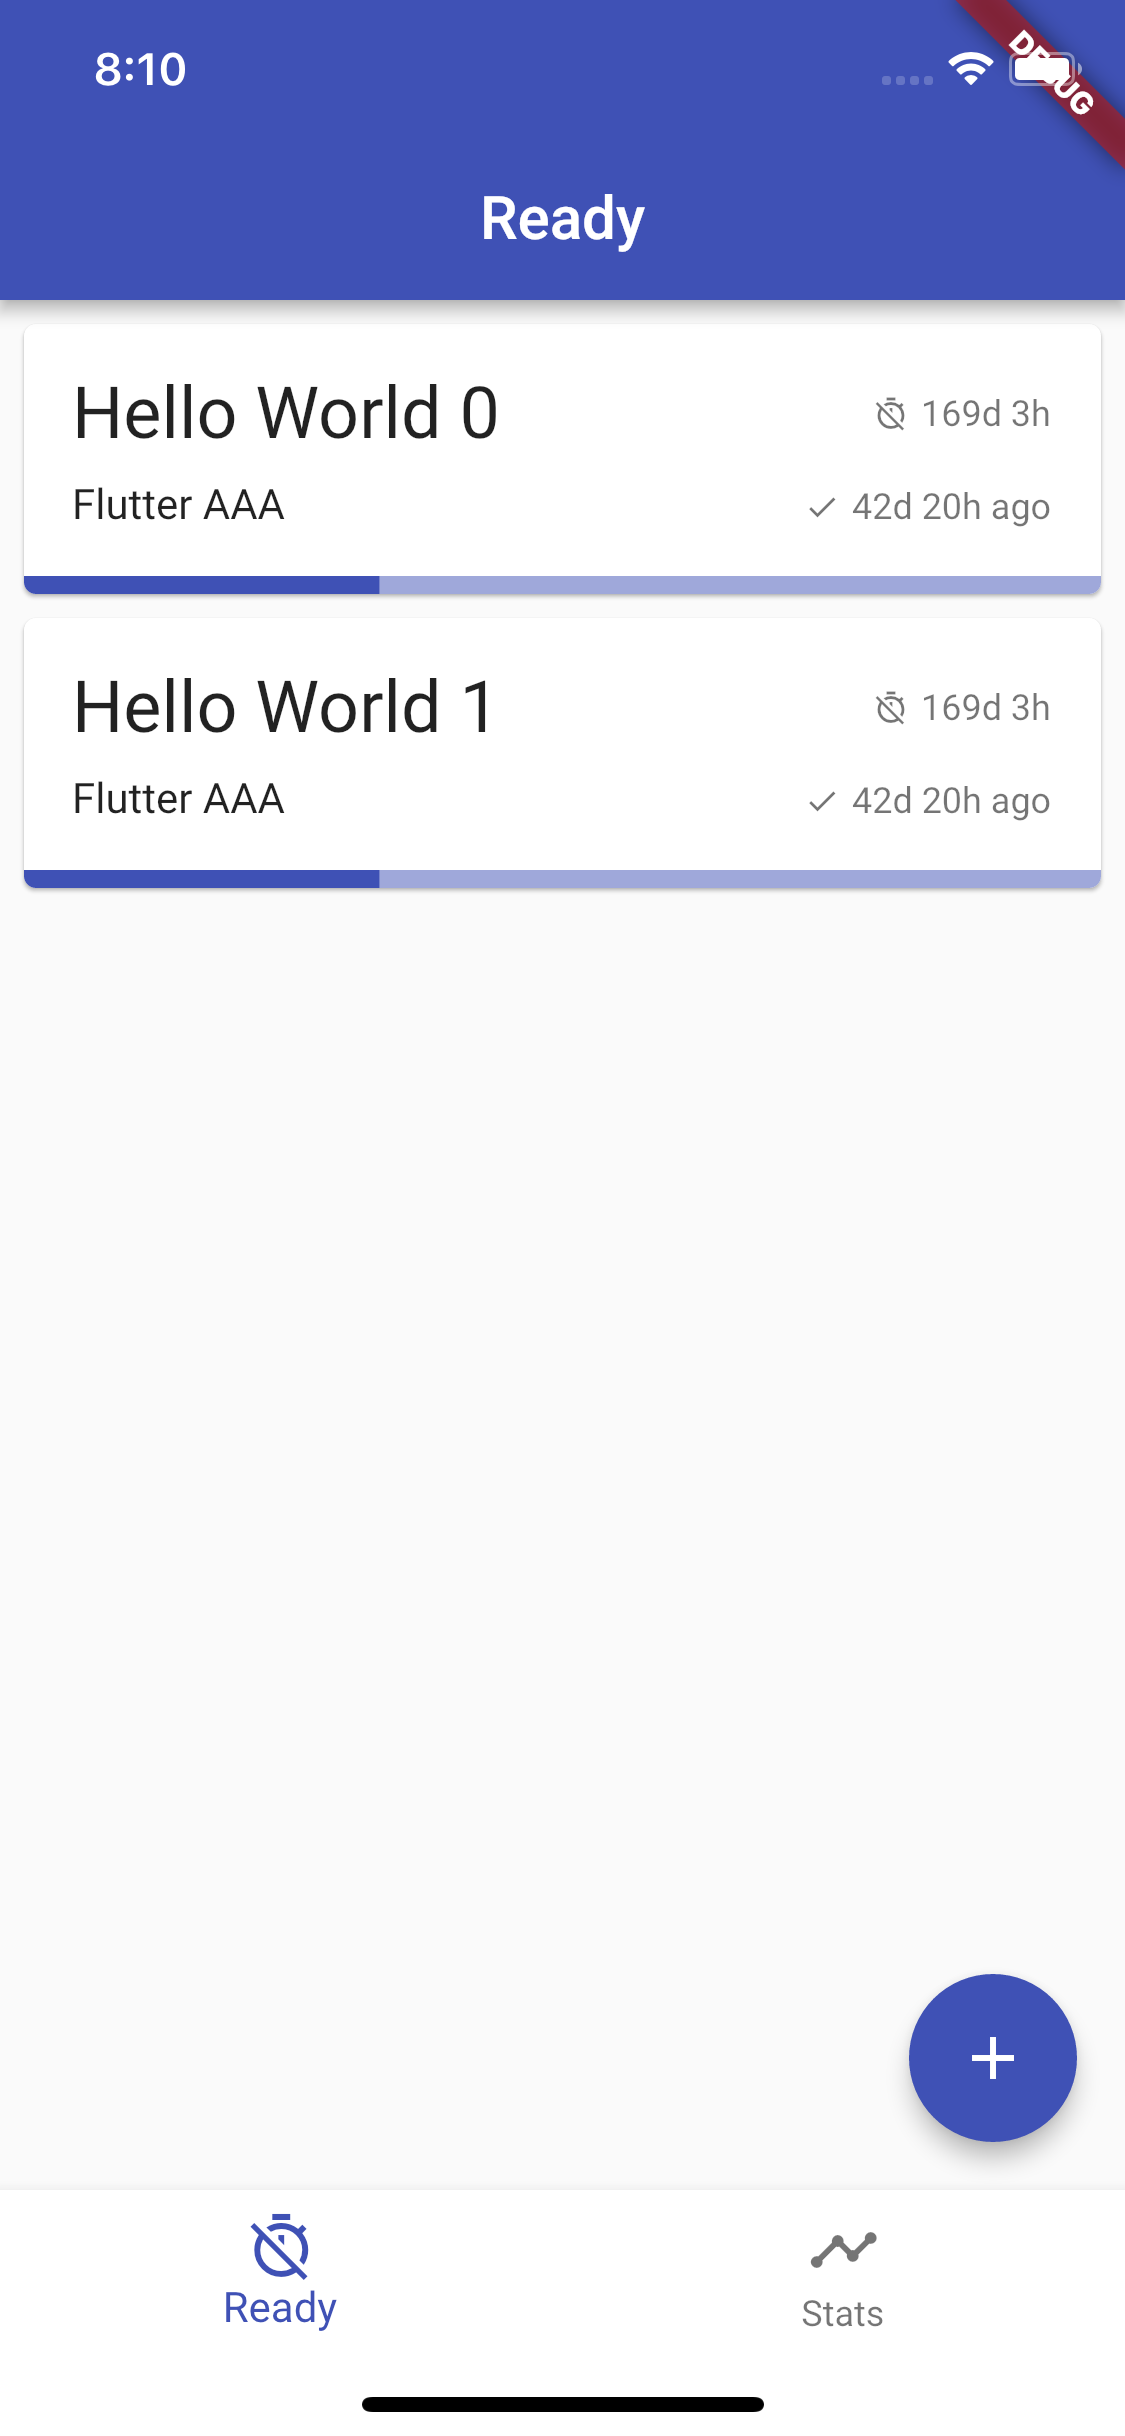 8:10
DEBUG
Ready
Hello World 0
169d 3h
Flutter AAA
42d 20h ago
Hello World 1
169d 3h
Flutter AAA
42d 20h ago
Ready
Stats